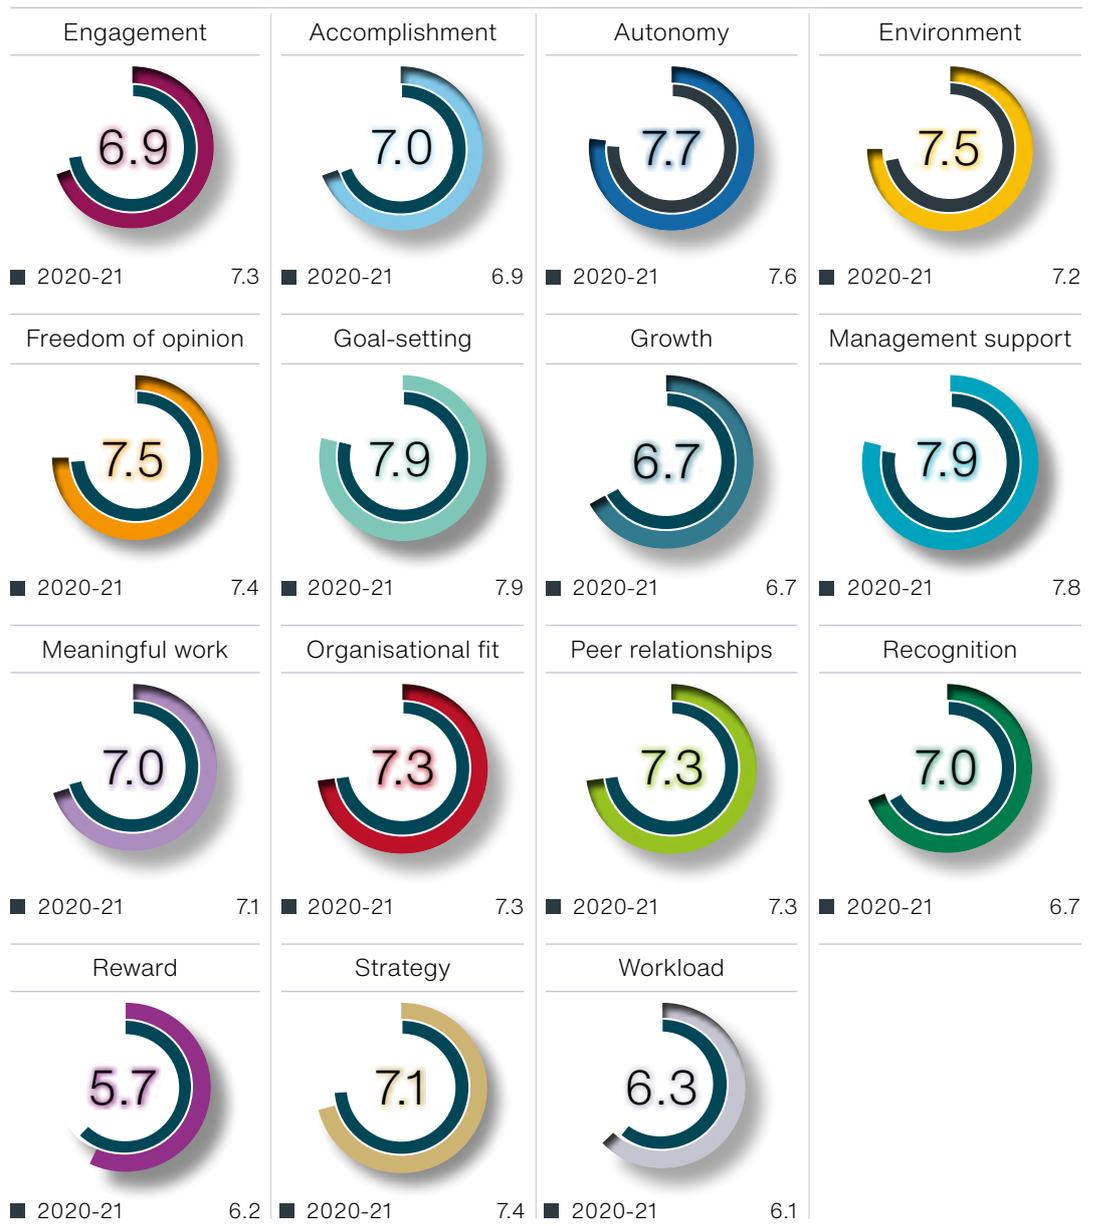 Engagement
6.9
2020-21 7.3
Accomplishment
7.0
2020-21 6.9
Autonomy
7.7
2020-21 7.6
Environment
7.5
2020-21 7.2
Freedom of opinion
7.5
2020-21 7.4
Goal-setting
7.9
2020-21 7.9
Growth
6.7
2020-21 6.7
Management support
7.9
2020-21 7.8
Meaningful work
7.0
2020-21 7.1
Organisational fit
7.3
2020-21 7.3
Peer relationships
7.3
2020-21 7.3
Recognition
7.0
2020-21 6.7
Reward
5.7
2020-21 6.2
Strategy
7.1
2020-21 7.4
Workload
6.3
2020-21 6.1